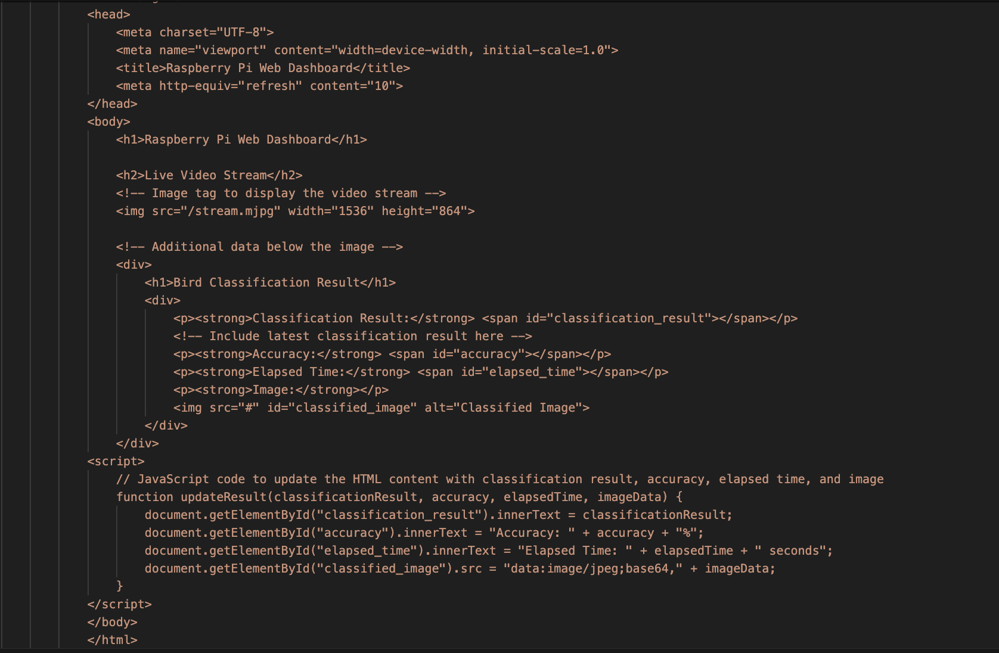 <head>
<meta charset="UTF-8">
<meta name="viewport" content="width=device-width, initial-scale=1.0">
<title>Raspberry Pi Web Dashboard</title>
<meta http-equiv="refresh" content="10">
</head>
<body>
<h1>Raspberry Pi Web Dashboard</h1>
<h2>Live Video Stream</h2>
<!-- Image tag to display the video stream -->
<img src="/stream.mjpg" width="1536" height="864">
<!-- Additional data below the image -->
<div>
<h1>Bird Classification Result</h1>
<div>
<p><strong>Classification Result:</strong> <span id="classification_result"></span></p>
<!-- Include latest classification result here -->
<p><strong>Accuracy:</strong> <span id="accuracy"></span></p>
<p><strong>Elapsed Time:</strong> <span id="elapsed_time"></span></p>
<p><strong>Image:</strong></p>
<img src="#" id="classified_image" alt="Classified Image">
</div>
</div>
<script>
// JavaScript code to update the HTML content with classification result, accuracy, elapsed time, and image
function updateResult(classificationResult, accuracy, elapsedTime, imageData) {
document.getElementById("classification_result").innerText = classificationResult;
document.getElementById("accuracy").innerText = "Accuracy: " + accuracy + "%";
document.getElementById("elapsed_time").innerText = "Elapsed Time: " + elapsedTime + " seconds";
document.getElementById("classified_image").src = "data:image/jpeg;base64," + imageData;
}
</script>
</body>
</html>